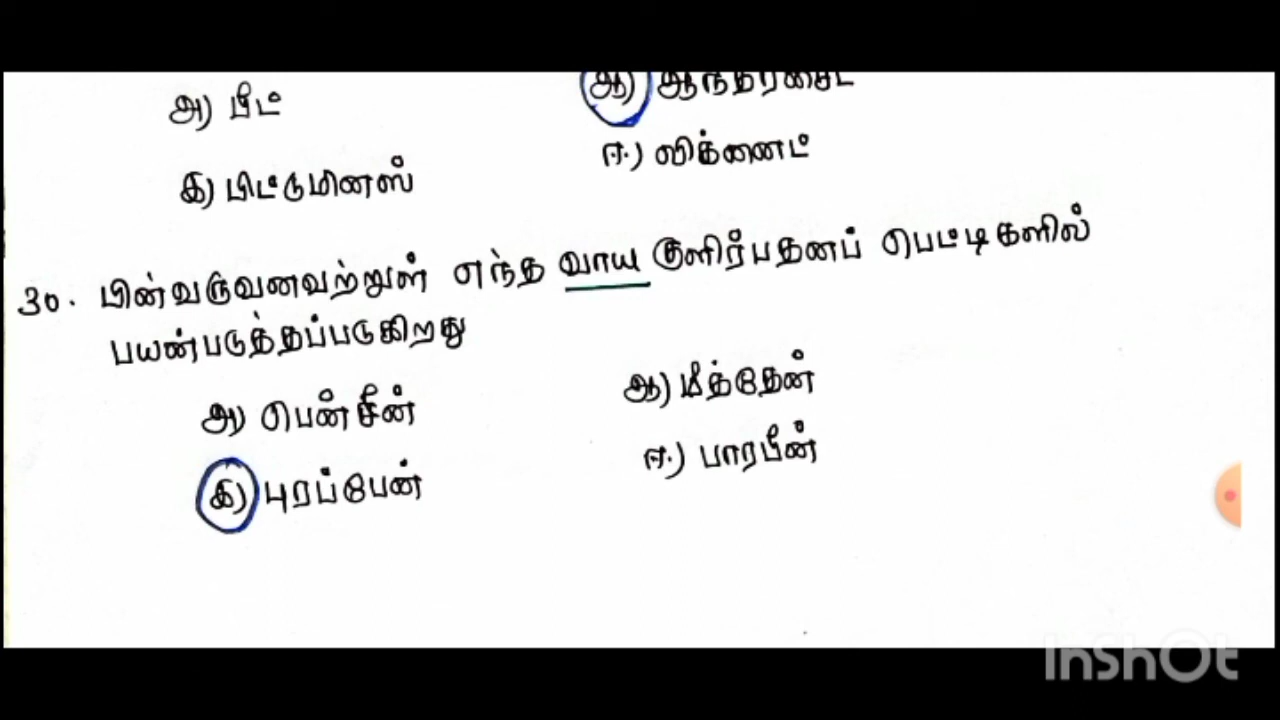 அ) பீட்
ஆ) ஆந்த்ரசைட்
இ) பிட்டுமினஸ்
ஈ) லிக்னைட்
30. பின்வருவனவற்றுள் எந்த வாயு குளிர்பதனப் பெட்டிகளில்
பயன்படுத்தப்படுகிறது
அ) பென்சீன்
ஆ) மீத்தேன்
இ) புரப்பேன்
ஈ) பாரபீன்
InShOt